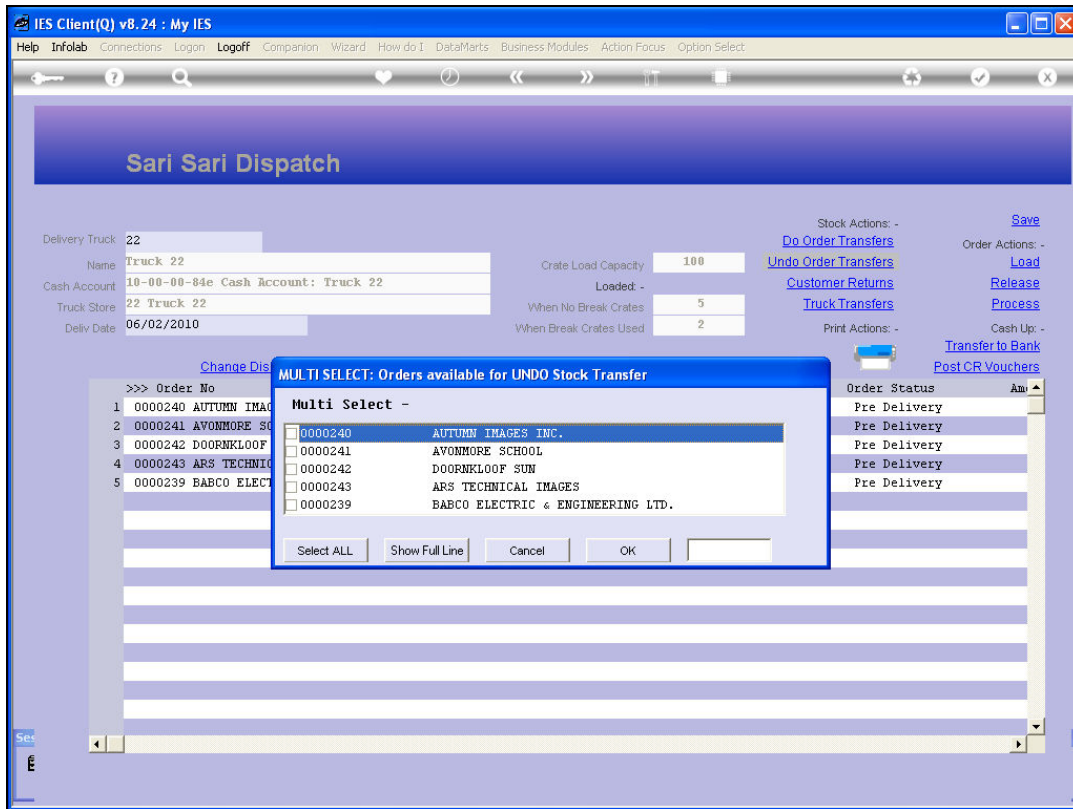 IES Client(Q) v8.24 : My IES
Help Infolab Connections Logon Logoff Companion Wizard How do I DataMarts Business Modules Action Focus Option Select
Sari Sari Dispatch
Stock Actions: - Save
Delivery Truck 22 Do Order Transfers Order Actions: -
Name Truck 22 Crate Load Capacity 100 Undo Order Transfers Load
Cash Account 10-00-00-84e Cash Account: Truck 22 Loaded: - Customer Returns Release
Truck Store 22 Truck 22 When No Break Crates 5 Truck Transfers Process
Deliv Date 06/02/2010 When Break Crates Used 2 Print Actions: - Cash Up: -
Transfer to Bank
Change Dis Post CR Vouchers
>>> Order No Order Status Am
1 0000240 AUTUMN IMAG Pre Delivery
2 0000241 AVONMORE SC Pre Delivery
3 0000242 DOORNKLOOF Pre Delivery
4 0000243 ARS TECHNIC Pre Delivery
5 0000239 BABCO ELECT Pre Delivery
MULTI SELECT: Orders available for UNDO Stock Transfer
Multi Select -
0000240 AUTUMN IMAGES INC.
0000241 AVONMORE SCHOOL
0000242 DOORNKLOOF SUN
0000243 ARS TECHNICAL IMAGES
0000239 BABCO ELECTRIC & ENGINEERING LTD.
Select ALL Show Full Line Cancel OK
Ses